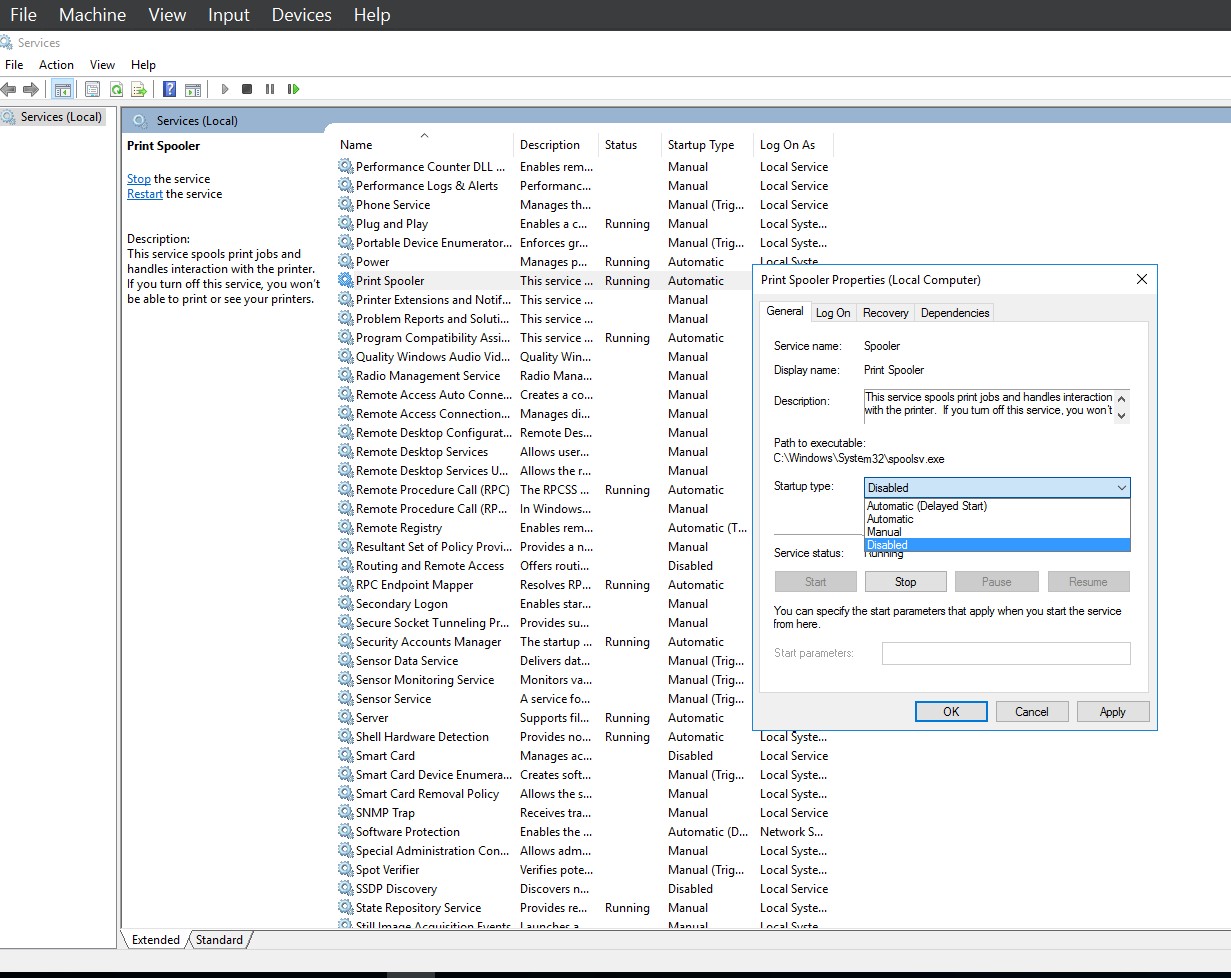 File Machine View Input Devices Help
Services
File Action View Help
Services (Local)
Services (Local)
Print Spooler
Stop the service
Restart the service
Description:
This service spools print jobs and
handles interaction with the printer.
If you turn off this service, you won't
be able to print or see your printers.
Name Description Status Startup Type Log On As
Performance Counter DLL ... Enables rem... Manual Local Service
Performance Logs & Alerts Performanc... Manual Local Service
Phone Service Manages th... Manual (Trig... Local Service
Plug and Play Enables a c... Running Manual Local Syste...
Portable Device Enumerator... Enforces gr... Manual (Trig... Local Syste...
Power Manages p... Running Automatic Local Syste...
Print Spooler This service ... Running Automatic
Printer Extensions and Notif... This service ... Manual
Problem Reports and Soluti... This service ... Manual
Program Compatibility Assi... This service ... Running Automatic
Quality Windows Audio Vid... Quality Win... Manual
Radio Management Service Radio Mana... Manual
Remote Access Auto Conne... Creates a co... Manual
Remote Access Connection... Manages di... Manual
Remote Desktop Configurat... Remote Des... Manual
Remote Desktop Services Allows user... Manual
Remote Desktop Services U... Allows the r... Manual
Remote Procedure Call (RPC) The RPCSS ... Running Automatic
Remote Procedure Call (RP... In Windows... Manual
Remote Registry Enables rem... Automatic (T...
Resultant Set of Policy Provi... Provides a n... Manual
Routing and Remote Access Offers routi... Disabled
RPC Endpoint Mapper Resolves RP... Running Automatic
Secondary Logon Enables star... Manual
Secure Socket Tunneling Pr... Provides su... Manual
Security Accounts Manager The startup ... Running Automatic
Sensor Data Service Delivers dat... Manual (Trig...
Sensor Monitoring Service Monitors va... Manual (Trig...
Sensor Service A service fo... Manual (Trig...
Server Supports fil... Running Automatic
Shell Hardware Detection Provides no... Running Automatic Local Syste...
Smart Card Manages ac... Disabled Local Service
Smart Card Device Enumera... Creates soft... Manual (Trig... Local Syste...
Smart Card Removal Policy Allows the s... Manual Local Syste...
SNMP Trap Receives tra... Manual Local Service
Software Protection Enables the ... Automatic (D... Network S...
Special Administration Con... Allows adm... Manual Local Syste...
Spot Verifier Verifies pote... Manual (Trig... Local Syste...
SSDP Discovery Discovers n... Disabled Local Service
State Repository Service Provides re... Running Manual Local Syste...
Still Image Acquisition Events Launches a... Manual Local Syste...
Print Spooler Properties (Local Computer)
General Log On Recovery Dependencies
Service name: Spooler
Display name: Print Spooler
Description: This service spools print jobs and handles interaction
with the printer. If you turn off this service, you won't
Path to executable:
C:\Windows\System32\spoolsv.exe
Startup type: Disabled
Automatic (Delayed Start)
Automatic
Manual
Disabled
Service status: Running
Start Stop Pause Resume
You can specify the start parameters that apply when you start the service
from here.
Start parameters:
OK Cancel Apply
Extended Standard